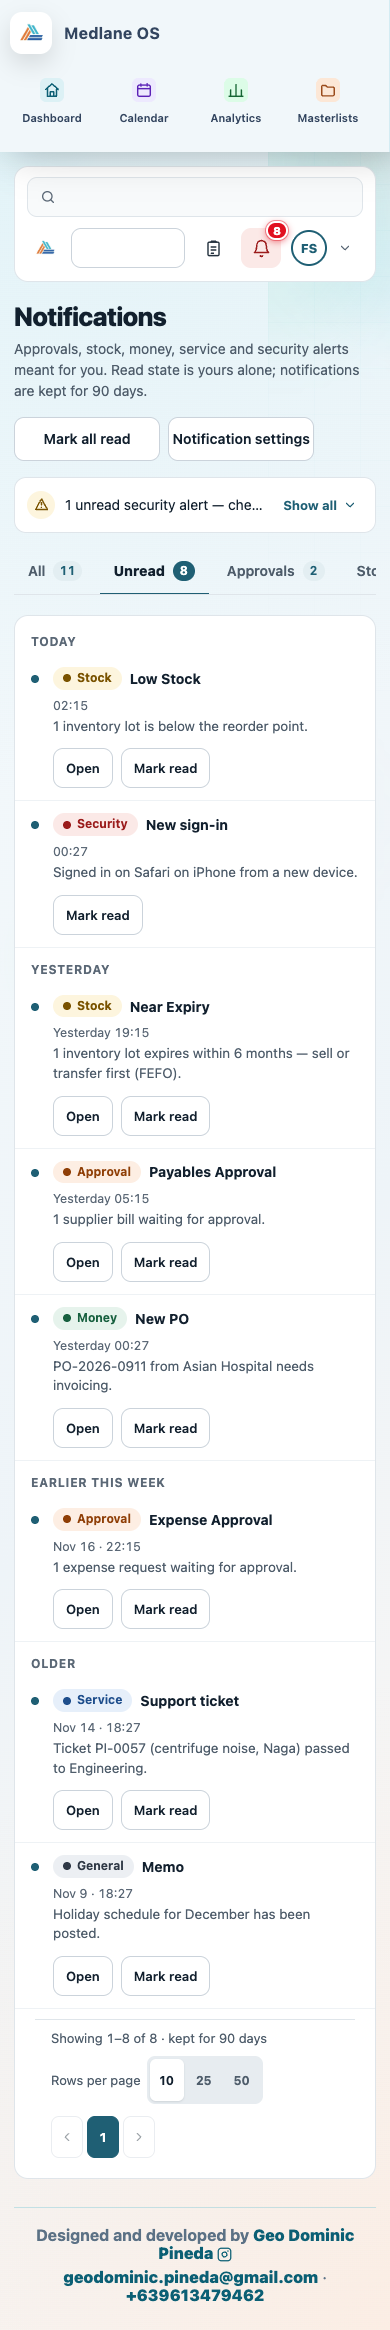 Medlane OS
Dashboard
Calendar
Analytics
Masterlists
8
FS
Notifications
Approvals, stock, money, service and security alerts
meant for you. Read state is yours alone; notifications
are kept for 90 days.
Mark all read
Notification settings
1 unread security alert — che...
Show all
All 11
Unread 8
Approvals 2
Sto
TODAY
Stock
Low Stock
02:15
1 inventory lot is below the reorder point.
Open
Mark read
Security
New sign-in
00:27
Signed in on Safari on iPhone from a new device.
Mark read
YESTERDAY
Stock
Near Expiry
Yesterday 19:15
1 inventory lot expires within 6 months — sell or
transfer first (FEFO).
Open
Mark read
Approval
Payables Approval
Yesterday 05:15
1 supplier bill waiting for approval.
Open
Mark read
Money
New PO
Yesterday 00:27
PO-2026-0911 from Asian Hospital needs
invoicing.
Open
Mark read
EARLIER THIS WEEK
Approval
Expense Approval
Nov 16 · 22:15
1 expense request waiting for approval.
Open
Mark read
OLDER
Service
Support ticket
Nov 14 · 18:27
Ticket PI-0057 (centrifuge noise, Naga) passed
to Engineering.
Open
Mark read
General
Memo
Nov 9 · 18:27
Holiday schedule for December has been
posted.
Open
Mark read
Showing 1–8 of 8 · kept for 90 days
Rows per page
10
25
50
1
Designed and developed by Geo Dominic
Pineda
geodominic.pineda@gmail.com ·
+639613479462